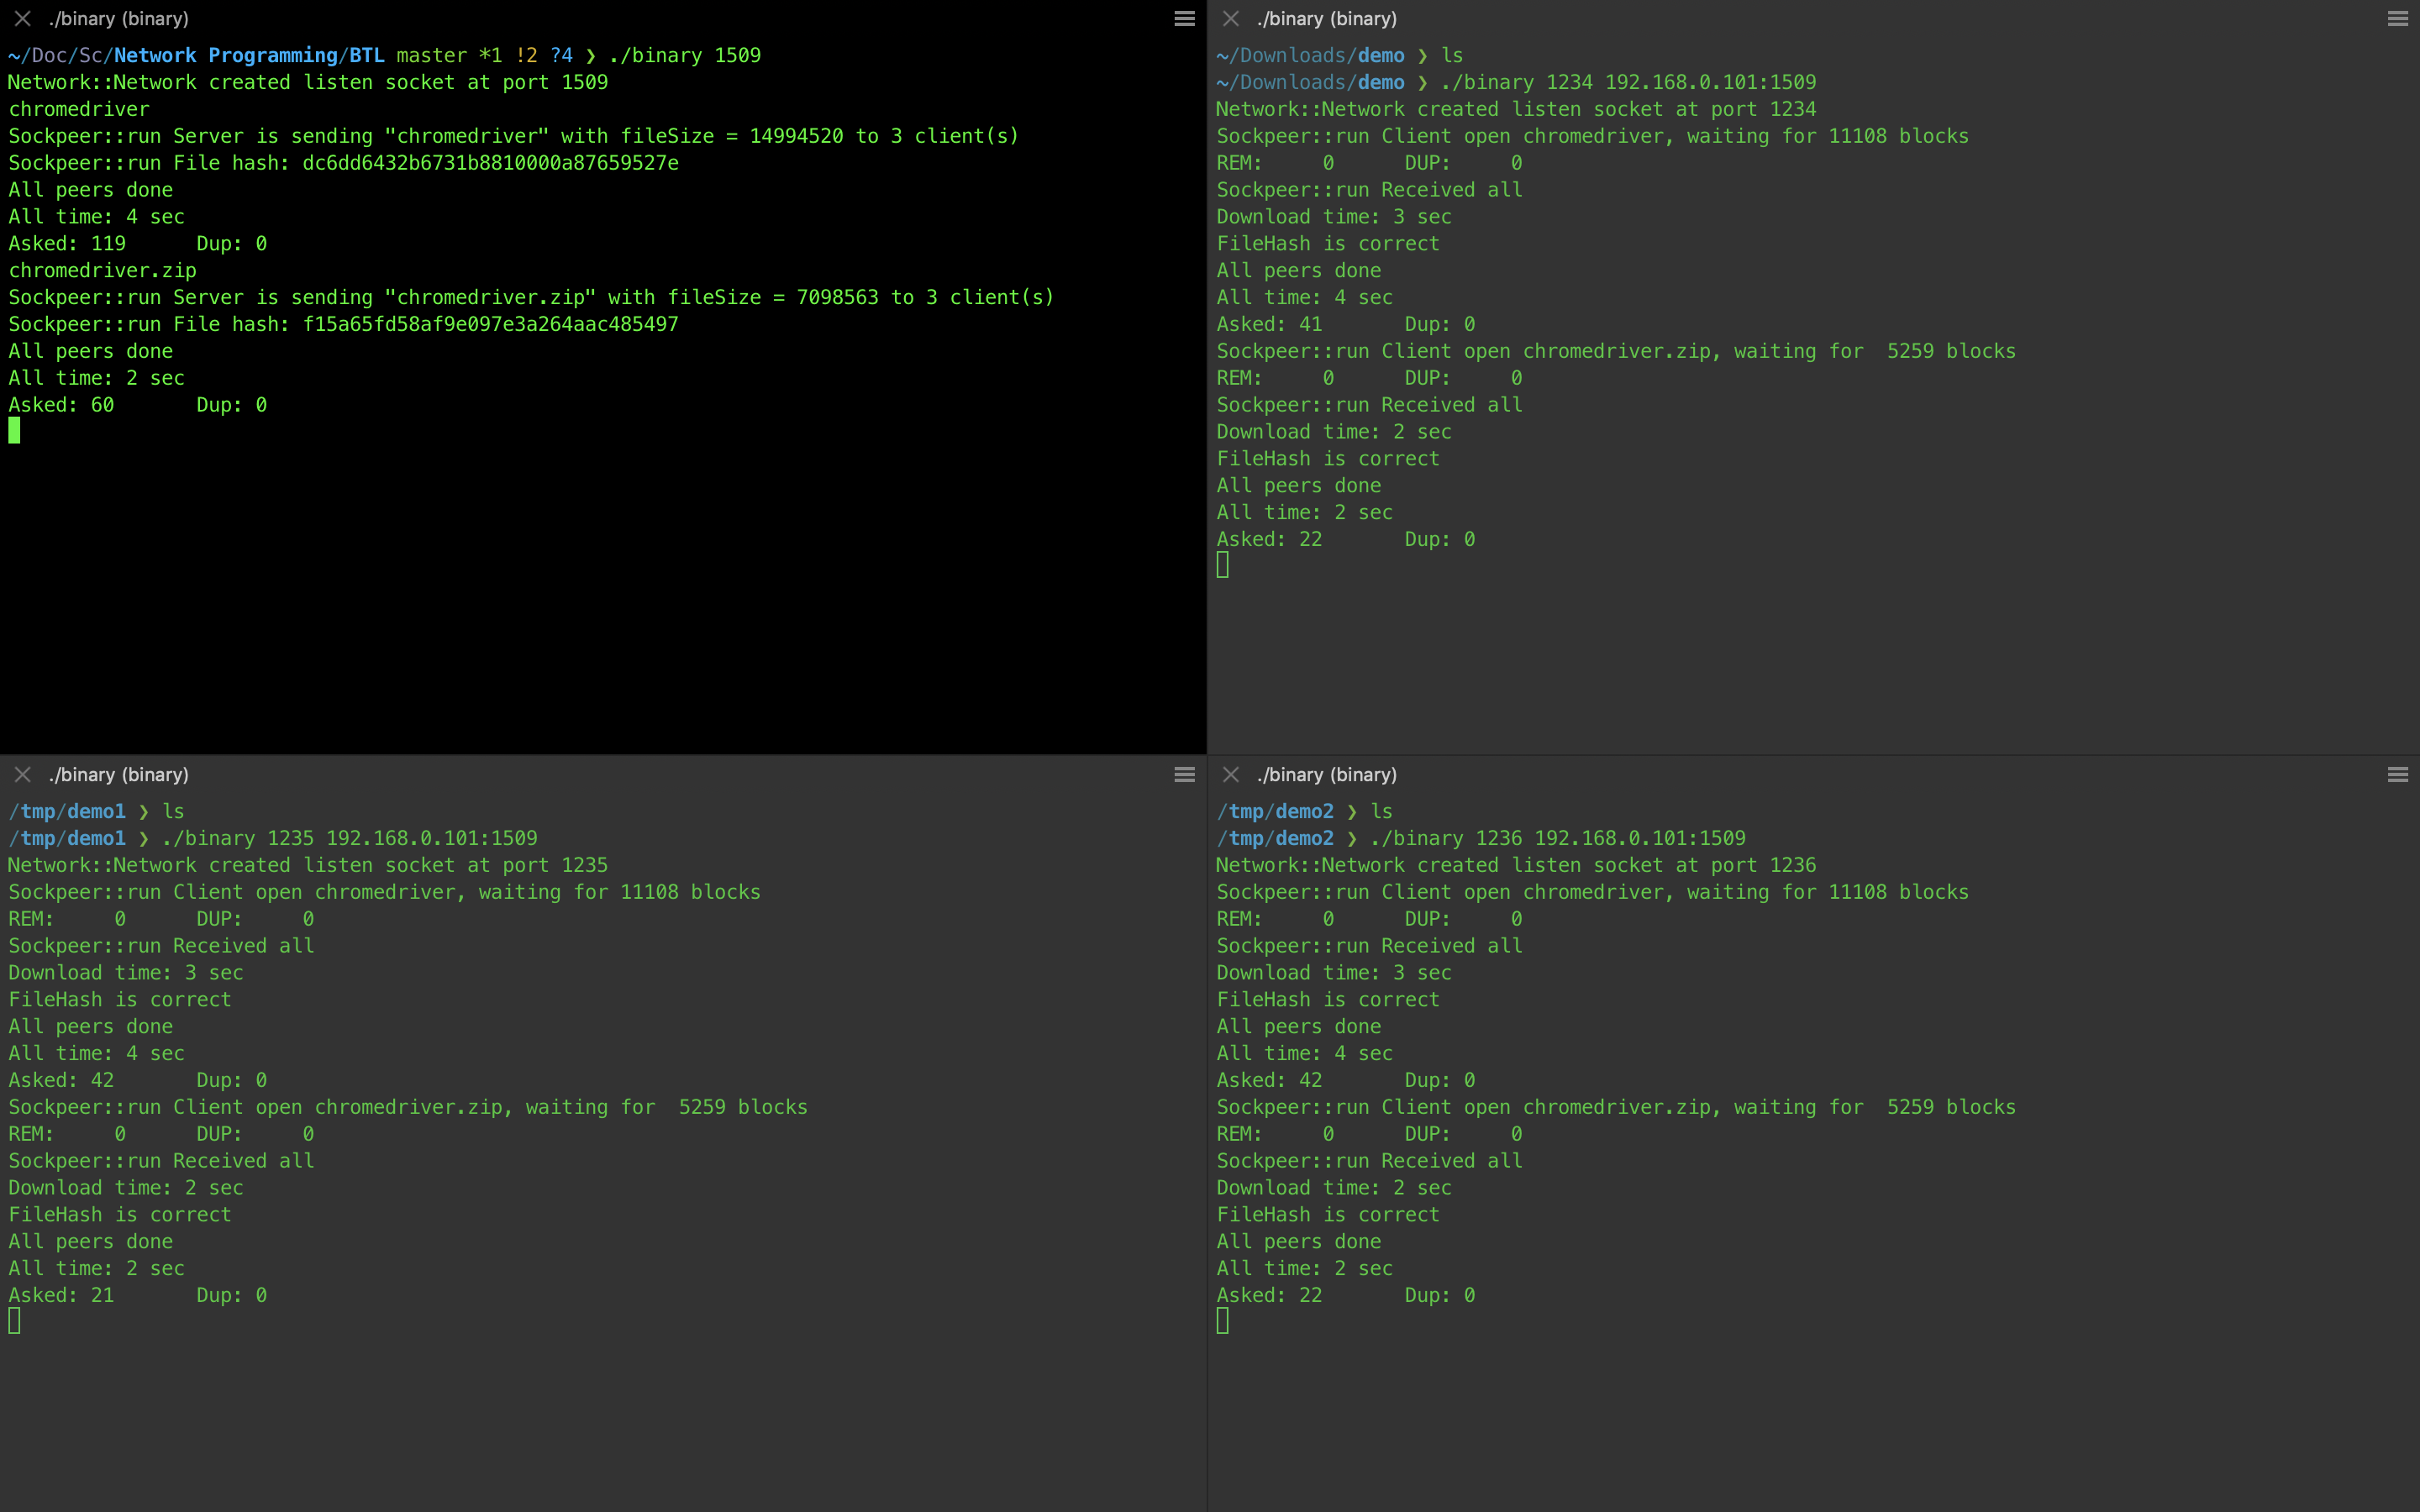 ./binary (binary)
~/Doc/Sc/Network Programming/BTL master *1 !2 ?4 ❯ ./binary 1509
Network::Network created listen socket at port 1509
chromedriver
Sockpeer::run Server is sending "chromedriver" with fileSize = 14994520 to 3 client(s)
Sockpeer::run File hash: dc6dd6432b6731b8810000a87659527e
All peers done
All time: 4 sec
Asked: 119      Dup: 0
chromedriver.zip
Sockpeer::run Server is sending "chromedriver.zip" with fileSize = 7098563 to 3 client(s)
Sockpeer::run File hash: f15a65fd58af9e097e3a264aac485497
All peers done
All time: 2 sec
Asked: 60       Dup: 0
./binary (binary)
~/Downloads/demo ❯ ls
~/Downloads/demo ❯ ./binary 1234 192.168.0.101:1509
Network::Network created listen socket at port 1234
Sockpeer::run Client open chromedriver, waiting for 11108 blocks
REM:     0      DUP:     0
Sockpeer::run Received all
Download time: 3 sec
FileHash is correct
All peers done
All time: 4 sec
Asked: 41       Dup: 0
Sockpeer::run Client open chromedriver.zip, waiting for  5259 blocks
REM:     0      DUP:     0
Sockpeer::run Received all
Download time: 2 sec
FileHash is correct
All peers done
All time: 2 sec
Asked: 22       Dup: 0
./binary (binary)
/tmp/demo1 ❯ ls
/tmp/demo1 ❯ ./binary 1235 192.168.0.101:1509
Network::Network created listen socket at port 1235
Sockpeer::run Client open chromedriver, waiting for 11108 blocks
REM:     0      DUP:     0
Sockpeer::run Received all
Download time: 3 sec
FileHash is correct
All peers done
All time: 4 sec
Asked: 42       Dup: 0
Sockpeer::run Client open chromedriver.zip, waiting for  5259 blocks
REM:     0      DUP:     0
Sockpeer::run Received all
Download time: 2 sec
FileHash is correct
All peers done
All time: 2 sec
Asked: 21       Dup: 0
./binary (binary)
/tmp/demo2 ❯ ls
/tmp/demo2 ❯ ./binary 1236 192.168.0.101:1509
Network::Network created listen socket at port 1236
Sockpeer::run Client open chromedriver, waiting for 11108 blocks
REM:     0      DUP:     0
Sockpeer::run Received all
Download time: 3 sec
FileHash is correct
All peers done
All time: 4 sec
Asked: 42       Dup: 0
Sockpeer::run Client open chromedriver.zip, waiting for  5259 blocks
REM:     0      DUP:     0
Sockpeer::run Received all
Download time: 2 sec
FileHash is correct
All peers done
All time: 2 sec
Asked: 22       Dup: 0